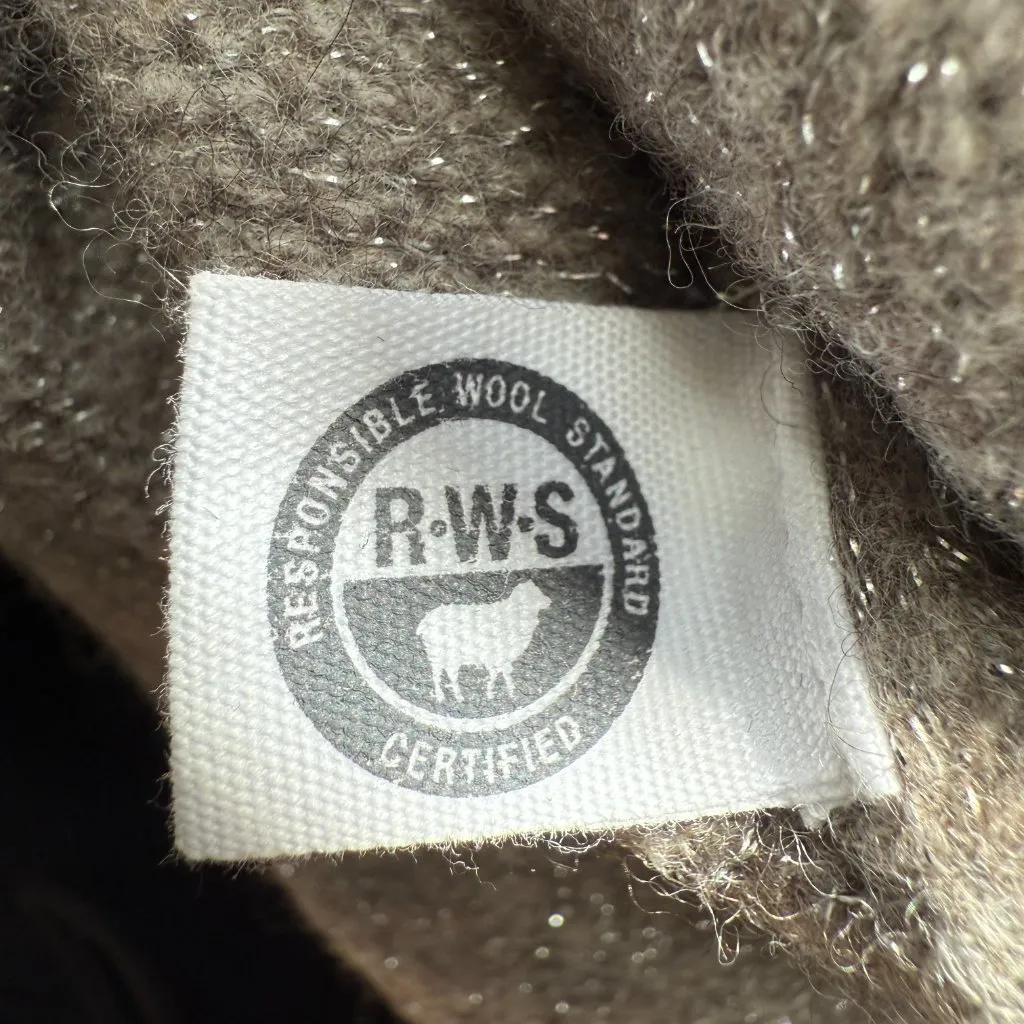 RESPONSIBLE WOOL STANDARD
R·W·S
CERTIFIED